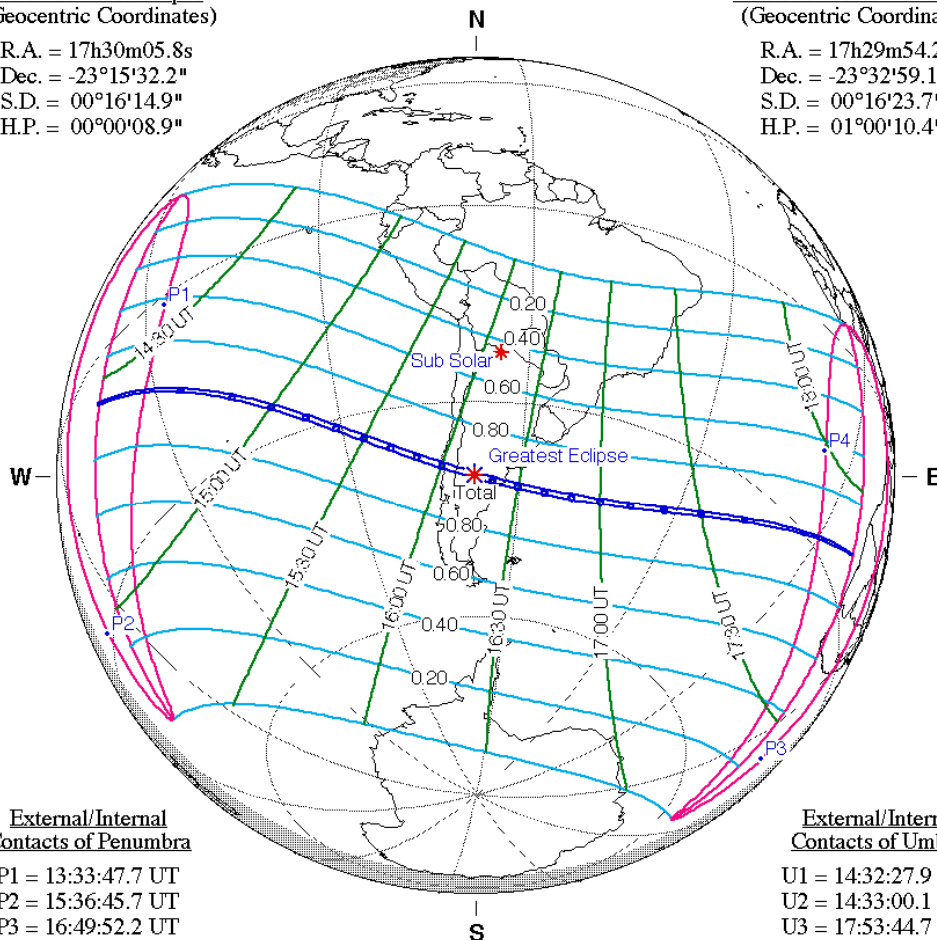 Geocentric Coordinates)
R.A. = 17h30m05.8s
Dec. = -23°15'32.2"
S.D. = 00°16'14.9"
H.P. = 00°00'08.9"
N
(Geocentric Coordina
R.A. = 17h29m54.2
Dec. = -23°32'59.1
S.D. = 00°16'23.7'
H.P. = 01°00'10.4'
P1
14:30 UT
0.20
0.40
Sub Solar
0.60
18:00 UT
0.80
P4
Greatest Eclipse
W
E
15:00 UT
Total
0.80
15:30 UT
0.60
16:00 UT
16:30 UT
17:00 UT
17:30 UT
P2
0.40
0.20
P3
External/Internal
Contacts of Penumbra
P1 = 13:33:47.7 UT
P2 = 15:36:45.7 UT
P3 = 16:49:52.2 UT
External/Intern
Contacts of Umb
U1 = 14:32:27.9
U2 = 14:33:00.1
U3 = 17:53:44.7
S